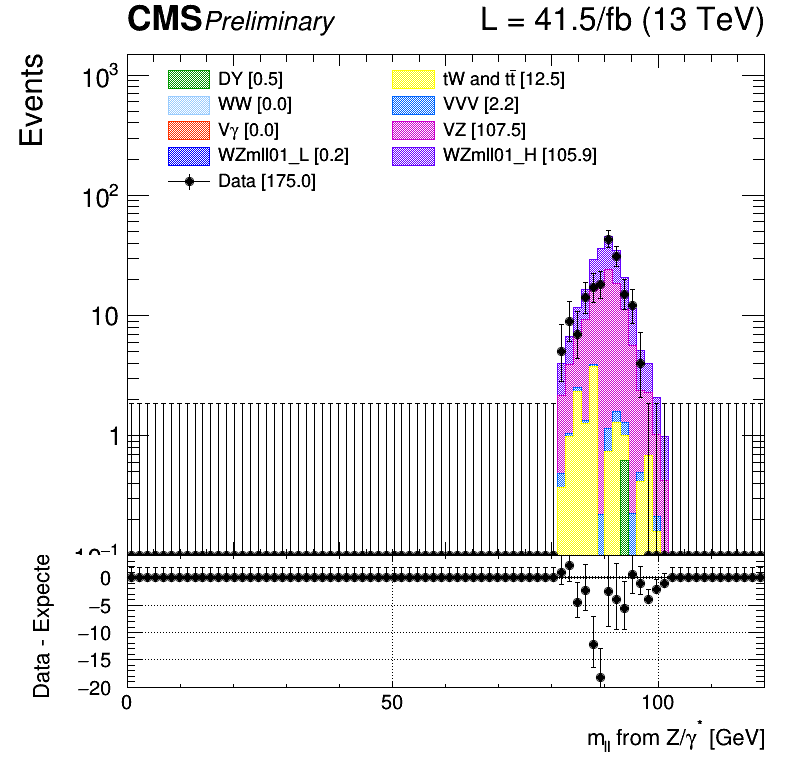 CMS Preliminary L = 41.5/fb (13 TeV)
Events
10³
10²
10
1
DY [0.5]
tW and tt̄ [12.5]
WW [0.0]
VVV [2.2]
Vγ [0.0]
VZ [107.5]
WZmll01_L [0.2]
WZmll01_H [105.9]
Data [175.0]
Data - Expecte
0
−5
−10
−15
−20
0 50 100
m_ll from Z/γ* [GeV]